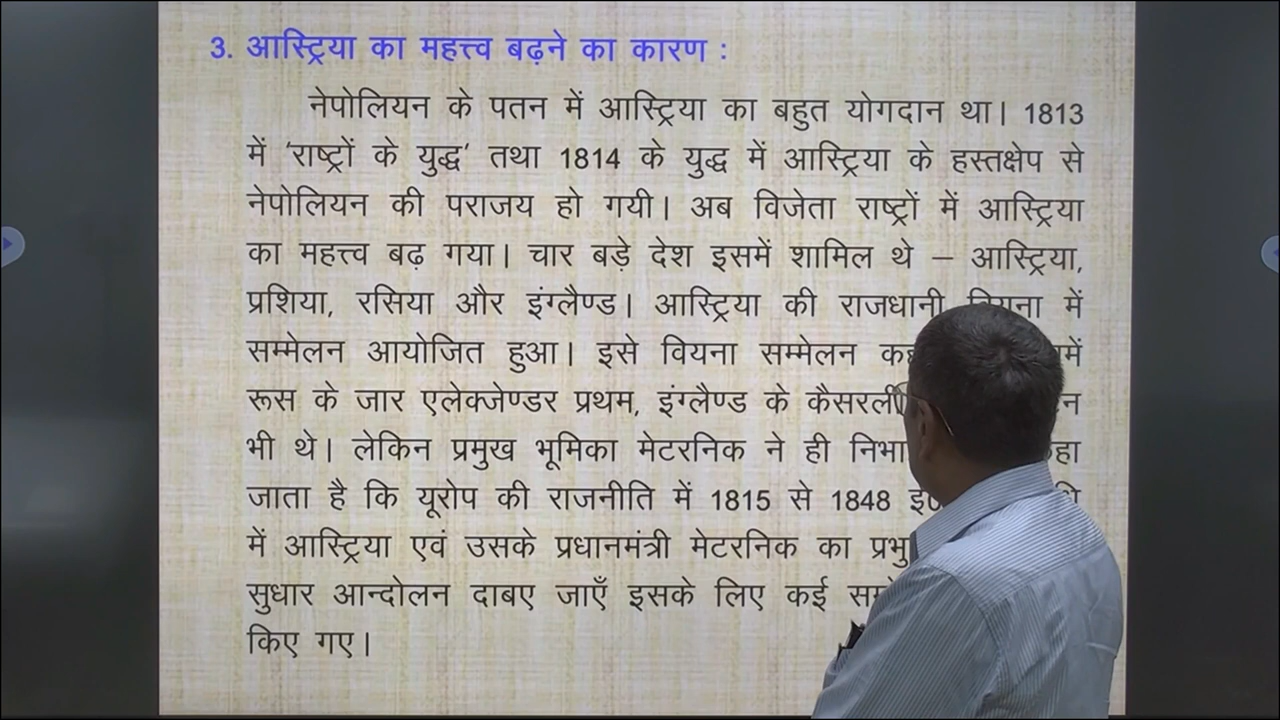 3. आस्ट्रिया का महत्त्व बढ़ने का कारण :
नेपोलियन के पतन में आस्ट्रिया का बहुत योगदान था। 1813
में ‘राष्ट्रों के युद्ध’ तथा 1814 के युद्ध में आस्ट्रिया के हस्तक्षेप से
नेपोलियन की पराजय हो गयी। अब विजेता राष्ट्रों में आस्ट्रिया
का महत्त्व बढ़ गया। चार बड़े देश इसमें शामिल थे – आस्ट्रिया,
प्रशिया, रसिया और इंग्लैण्ड। आस्ट्रिया की राजधानी में
सम्मेलन आयोजित हुआ। इसे वियना सम्मेलन
रूस के जार एलेक्जेण्डर प्रथम, इंग्लैण्ड के
भी थे। लेकिन प्रमुख भूमिका मेटरनिक ने ही
जाता है कि यूरोप की राजनीति में 1815 से 1848
में आस्ट्रिया एवं उसके प्रधानमंत्री मेटरनिक का
सुधार आन्दोलन दाबए जाएँ इसके लिए कई
किए गए।